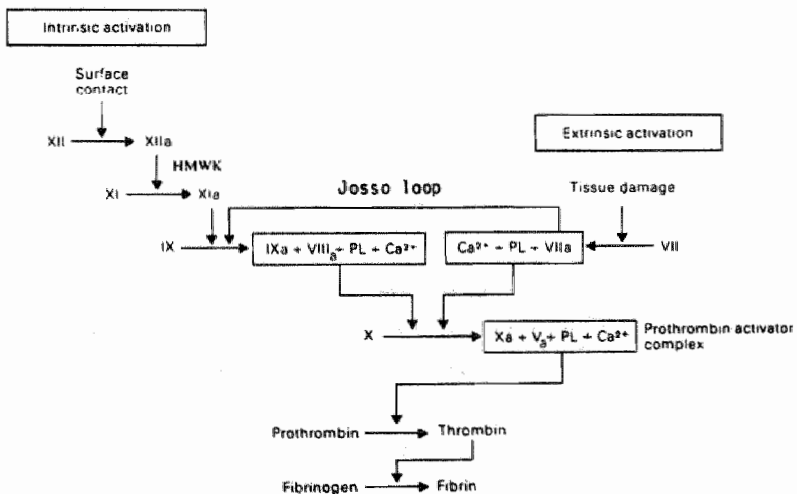 Intrinsic activation
Surface
contact
XII XIIa
HMWK
Extrinsic activation
XI XIa
Josso loop
Tissue damage
IX
IXa + VIIIa + PL + Ca²⁺
Ca²⁺ + PL + VIIa
VII
X
Xa + Va + PL + Ca²⁺
Prothrombin activator
complex
Prothrombin Thrombin
Fibrinogen Fibrin